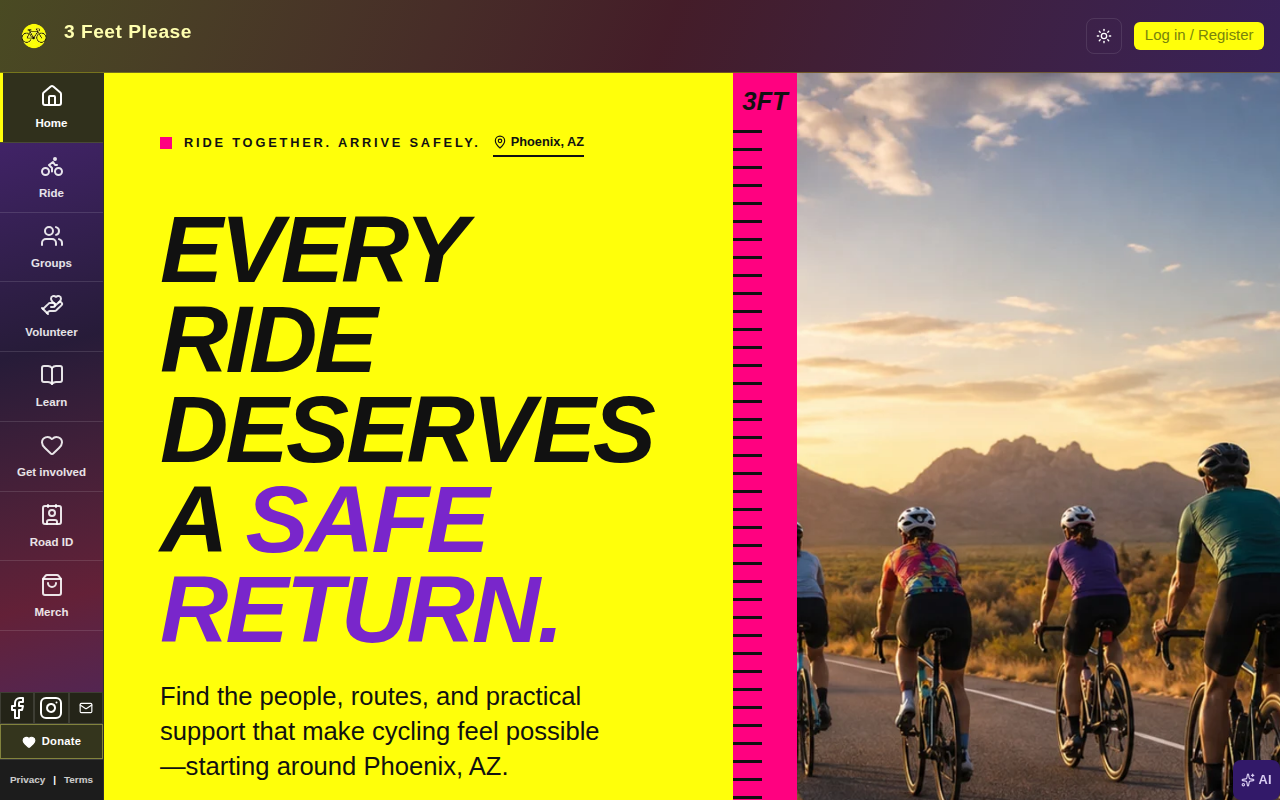 3 Feet Please
Log in / Register
Home
Ride
Groups
Volunteer
Learn
Get involved
Road ID
Merch
Donate
Privacy | Terms
RIDE TOGETHER. ARRIVE SAFELY. Phoenix, AZ
EVERY
RIDE
DESERVES
A SAFE
RETURN.
Find the people, routes, and practical
support that make cycling feel possible
—starting around Phoenix, AZ.
3FT
AI